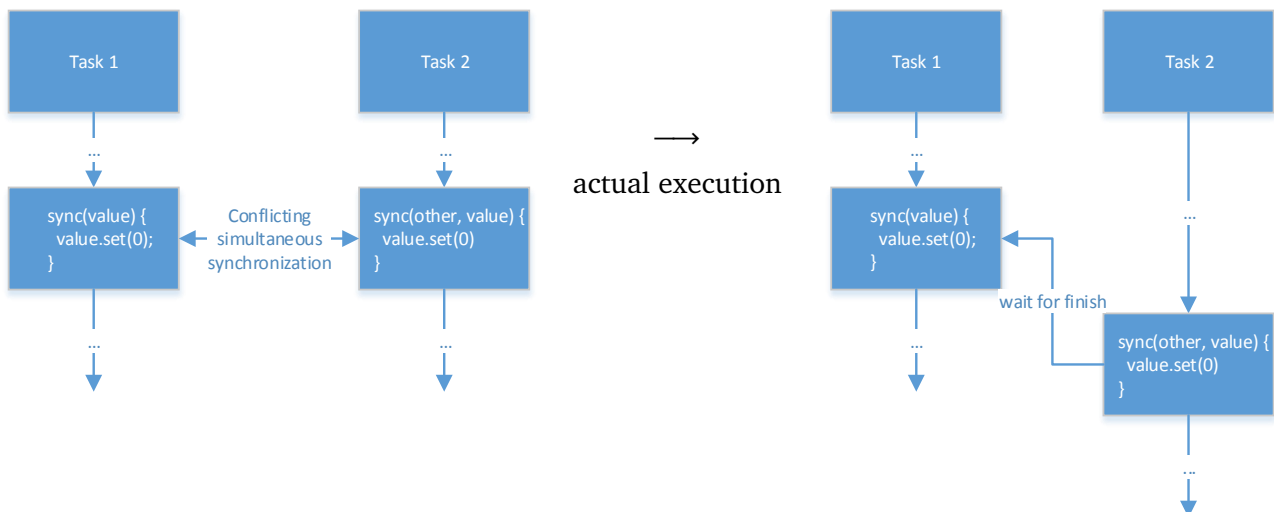 Task 1
Task 2
...
...
sync(value) {
value.set(0);
}
Conflicting
simultaneous
synchronization
sync(other, value) {
value.set(0)
}
...
...
⟶
actual execution
Task 1
Task 2
...
...
sync(value) {
value.set(0);
}
wait for finish
sync(other, value) {
value.set(0)
}
...
...